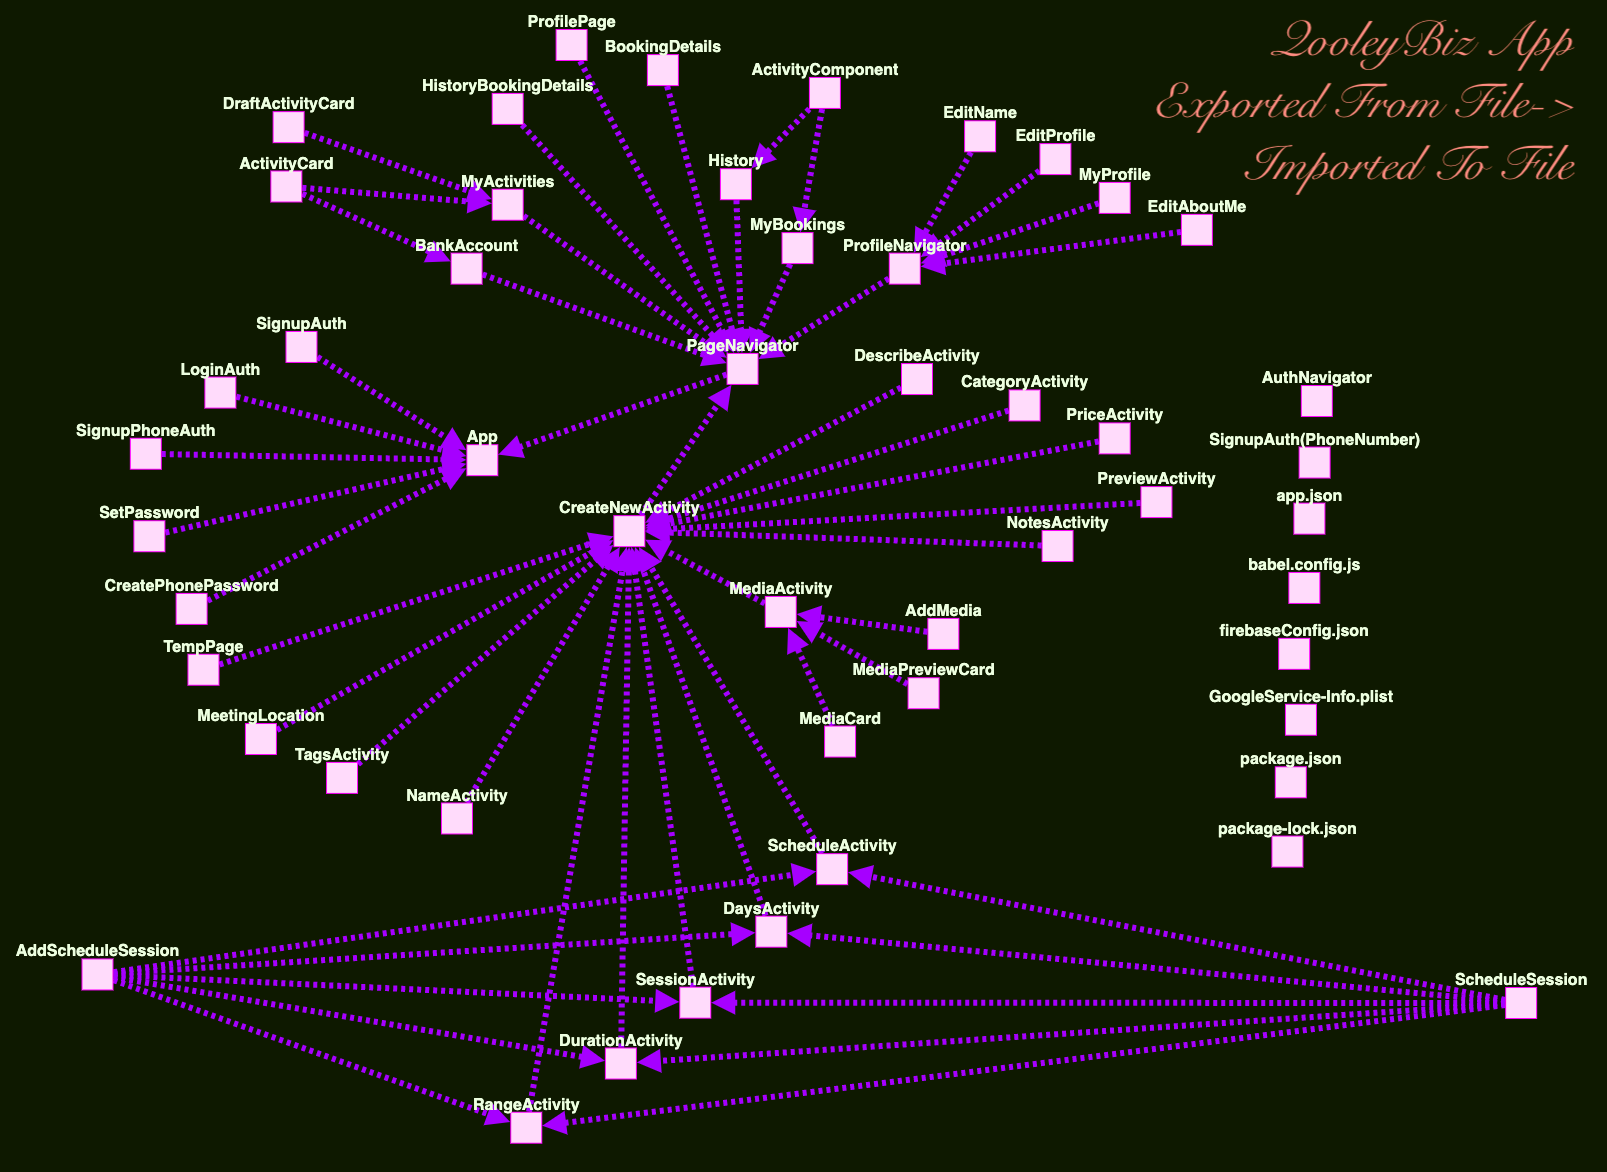 QooleyBiz App
Exported From File->
Imported To File
ProfilePage
BookingDetails
ActivityComponent
HistoryBookingDetails
DraftActivityCard
EditName
EditProfile
ActivityCard
History
MyActivities
MyProfile
EditAboutMe
MyBookings
BankAccount
ProfileNavigator
SignupAuth
PageNavigator
DescribeActivity
LoginAuth
CategoryActivity
AuthNavigator
PriceActivity
SignupPhoneAuth
App
SignupAuth(PhoneNumber)
PreviewActivity
app.json
CreateNewActivity
SetPassword
NotesActivity
babel.config.js
CreatePhonePassword
MediaActivity
AddMedia
firebaseConfig.json
TempPage
MediaPreviewCard
GoogleService-Info.plist
MeetingLocation
MediaCard
TagsActivity
package.json
NameActivity
package-lock.json
ScheduleActivity
DaysActivity
AddScheduleSession
SessionActivity
ScheduleSession
DurationActivity
RangeActivity